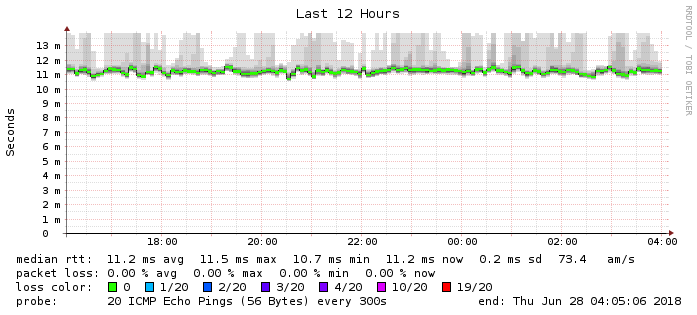 Last 12 Hours
RRDTOOL / TOBI OETIKER
Seconds
13 m
12 m
11 m
10 m
9 m
8 m
7 m
6 m
5 m
4 m
3 m
2 m
1 m
0
18:00 20:00 22:00 00:00 02:00 04:00
median rtt: 11.2 ms avg 11.5 ms max 10.7 ms min 11.2 ms now 0.2 ms sd 73.4 am/s
packet loss: 0.00 % avg 0.00 % max 0.00 % min 0.00 % now
loss color: 0 1/20 2/20 3/20 4/20 10/20 19/20
probe: 20 ICMP Echo Pings (56 Bytes) every 300s end: Thu Jun 28 04:05:06 2018